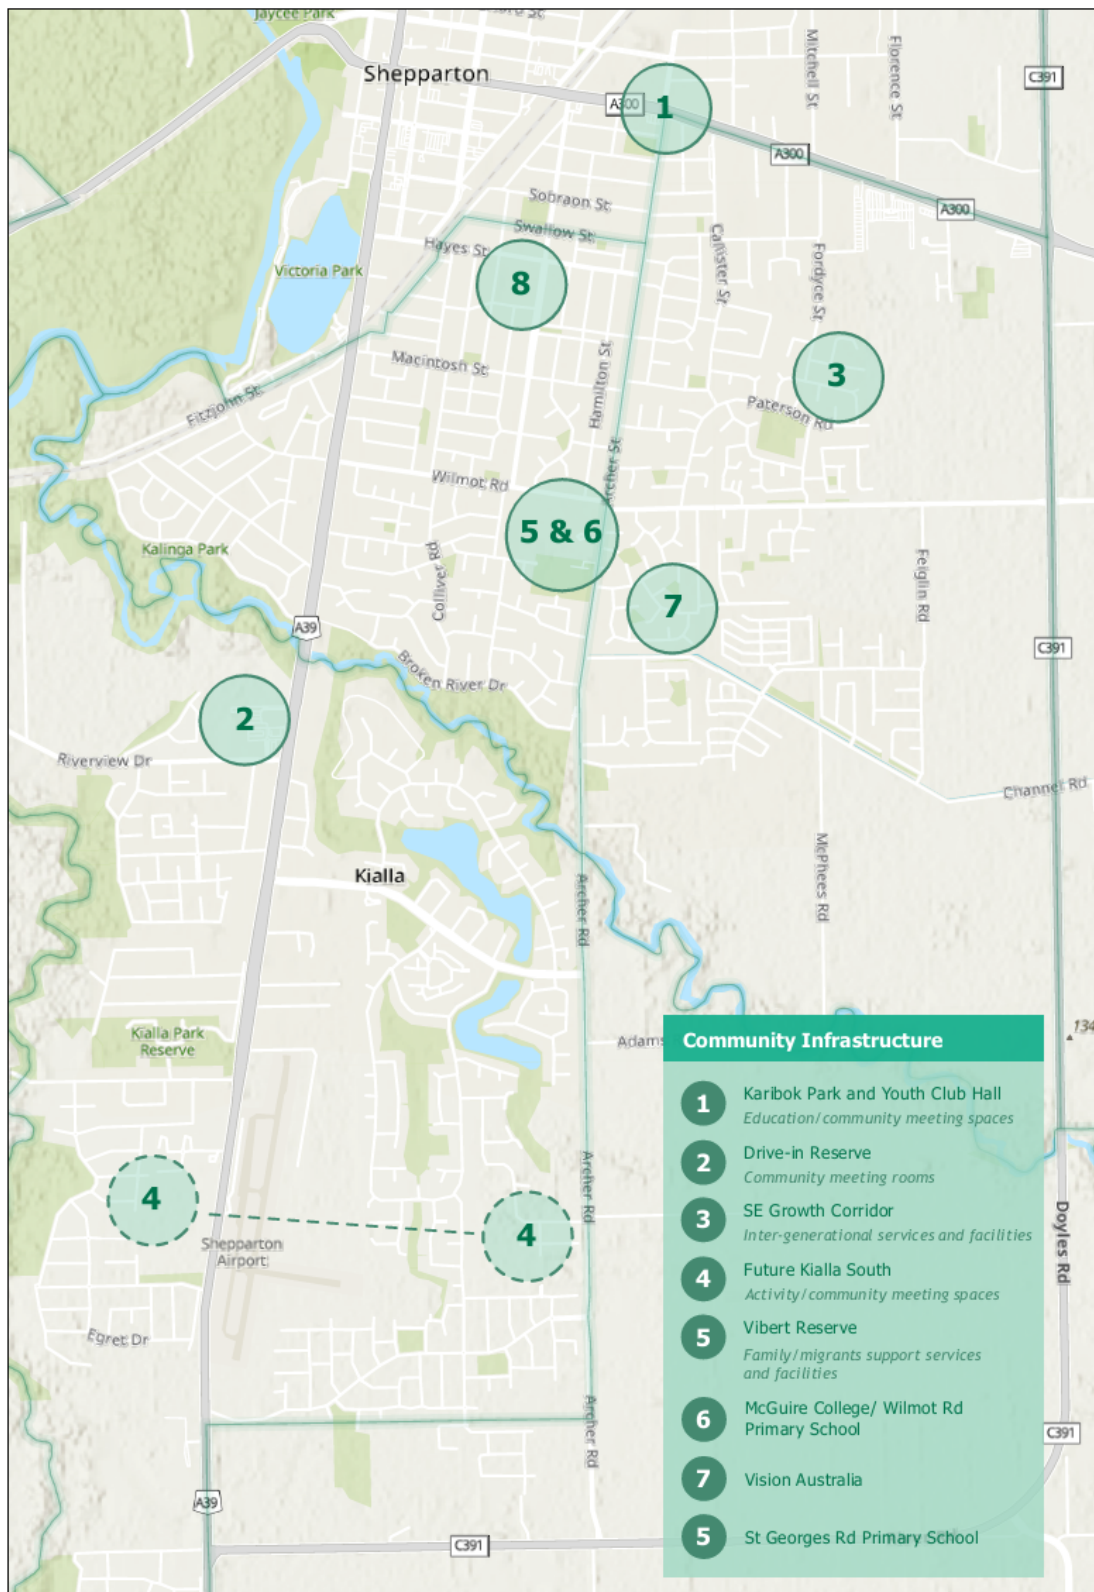 Jaycee Park
Shepparton
A300
1
Mitchell St
Florence St
C391
A300
A300
Sobraon St
Swallow St
Hayes St
8
Victoria Park
Callister St
Fordyce St
Macintosh St
Hamilton St
3
Paterson Rd
Fitzjohn St
Archer St
Wilmot Rd
5 & 6
Kalinga Park
Colliver Rd
Feiglin Rd
7
A39
C391
Broken River Dr
2
Riverview Dr
Channel Rd
McPhees Rd
Kialla
Archer Rd
Kialla Park
Reserve
Adams
134
4
4
Archer Rd
Shepparton
Airport
Doyles Rd
Egret Dr
Archer Rd
C391
A39
C391
Community Infrastructure
1 Karibok Park and Youth Club Hall
Education/community meeting spaces
2 Drive-in Reserve
Community meeting rooms
3 SE Growth Corridor
Inter-generational services and facilities
4 Future Kialla South
Activity/community meeting spaces
5 Vibert Reserve
Family/migrants support services
and facilities
6 McGuire College/ Wilmot Rd
Primary School
7 Vision Australia
5 St Georges Rd Primary School